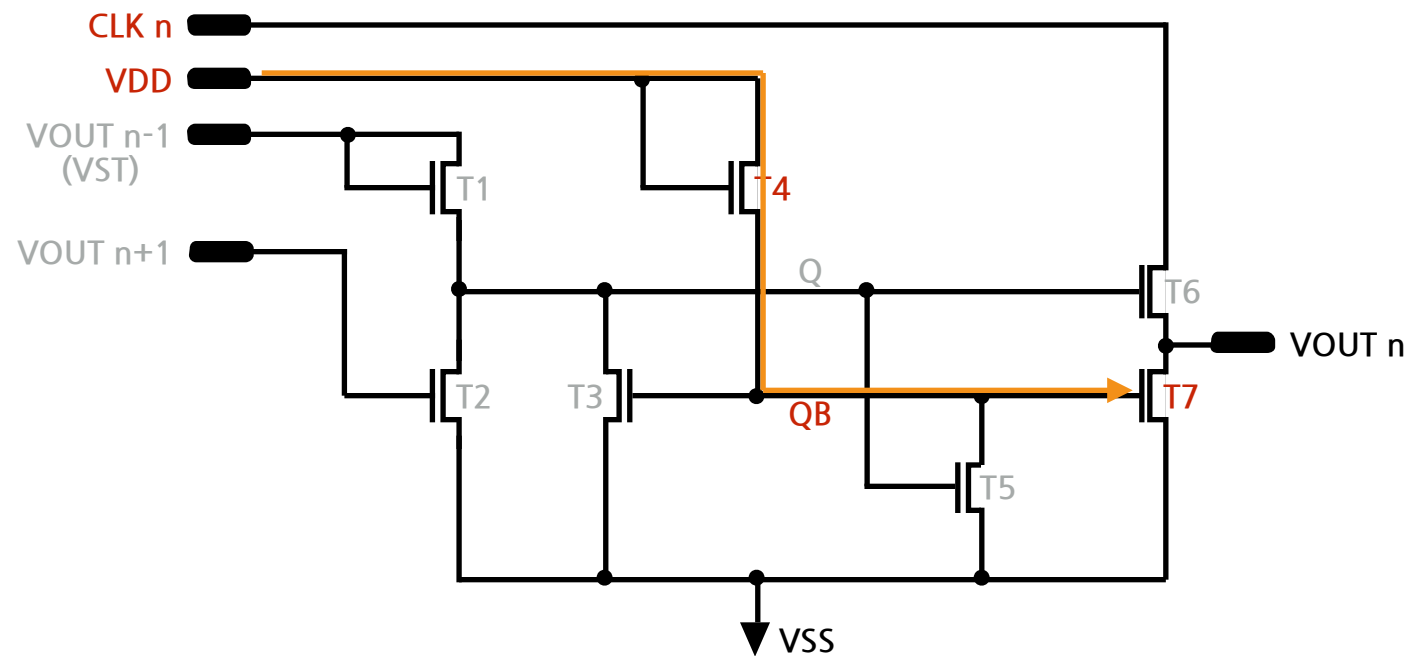 CLK n
VDD
VOUT n-1
(VST)
T1
T4
VOUT n+1
Q
T6
VOUT n
T2
T3
QB
T7
T5
VSS